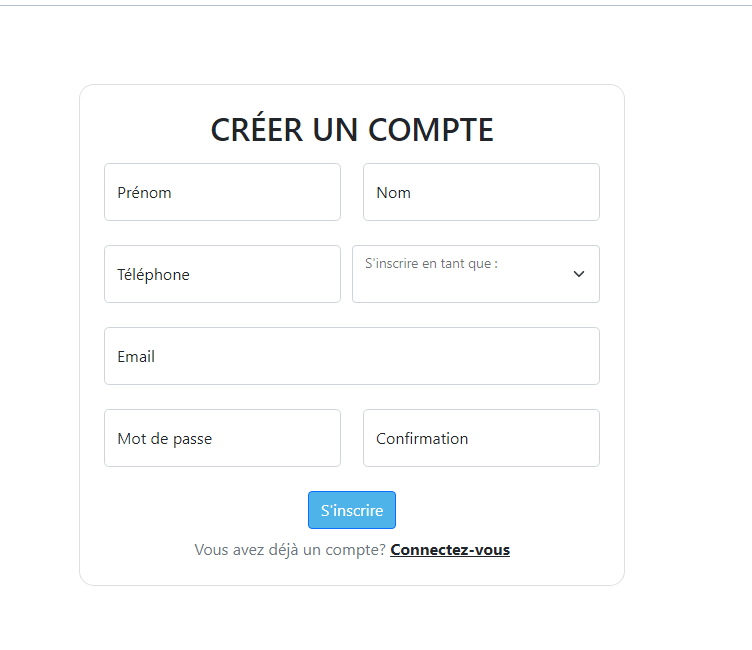 CRÉER UN COMPTE
Prénom
Nom
Téléphone
S'inscrire en tant que :
Email
Mot de passe
Confirmation
S'inscrire
Vous avez déjà un compte? Connectez-vous